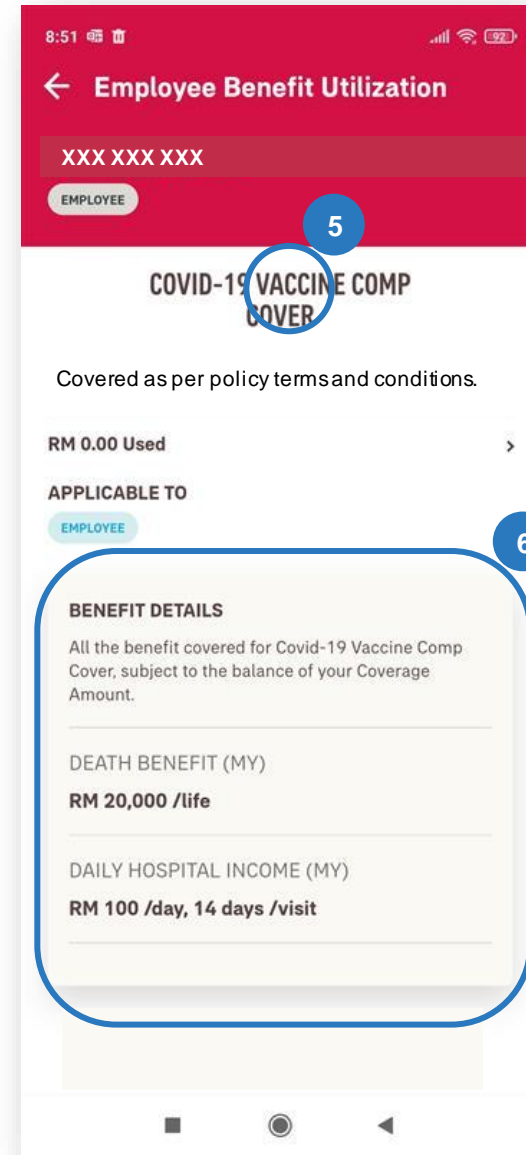 8:51
92
Employee Benefit Utilization
XXX XXX XXX
EMPLOYEE
5
COVID-19 VACCINE COMP
COVER
Covered as per policy terms and conditions.
RM 0.00 Used
APPLICABLE TO
EMPLOYEE
6
BENEFIT DETAILS
All the benefit covered for Covid-19 Vaccine Comp
Cover, subject to the balance of your Coverage
Amount.
DEATH BENEFIT (MY)
RM 20,000 /life
DAILY HOSPITAL INCOME (MY)
RM 100 /day, 14 days /visit